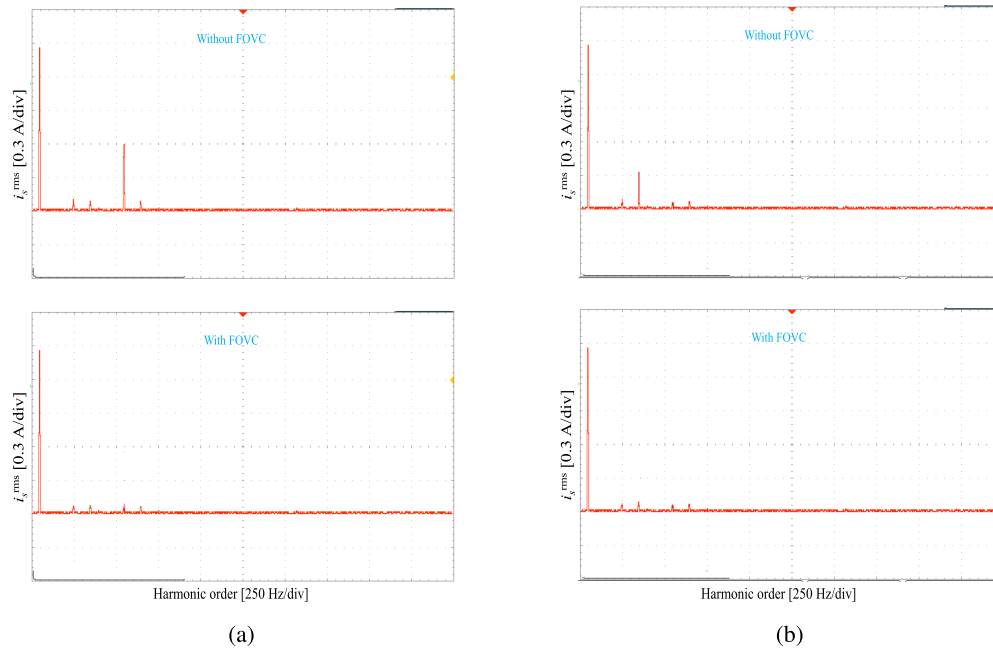 Without FOVC
i_s^rms [0.3 A/div]
With FOVC
i_s^rms [0.3 A/div]
Harmonic order [250 Hz/div]
(a)
Without FOVC
i_s^rms [0.3 A/div]
With FOVC
i_s^rms [0.3 A/div]
Harmonic order [250 Hz/div]
(b)